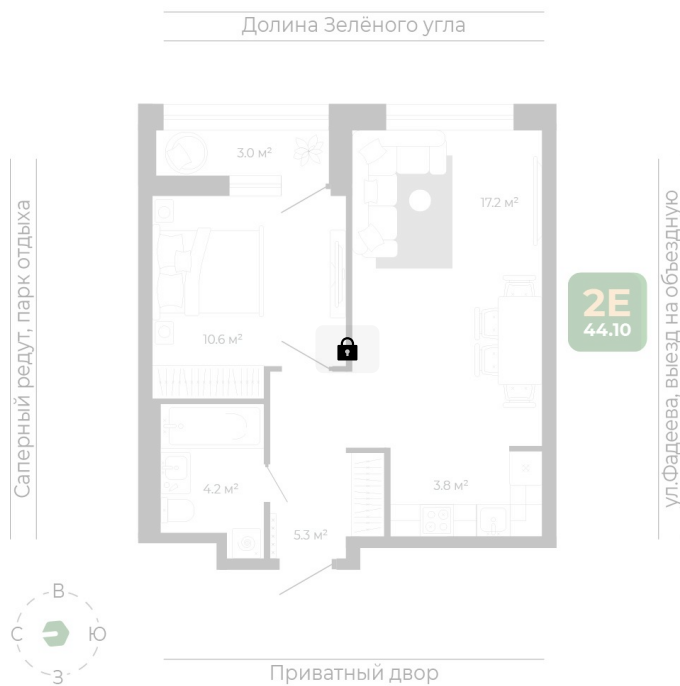 Долина Зелёного угла
3.0 м²
17.2 м²
Саперный редут, парк отдыха
ул.Фадеева, выезд на объездную
2Е
44.10
10.6 м²
4.2 м²
3.8 м²
5.3 м²
В
С
Ю
З
Приватный двор